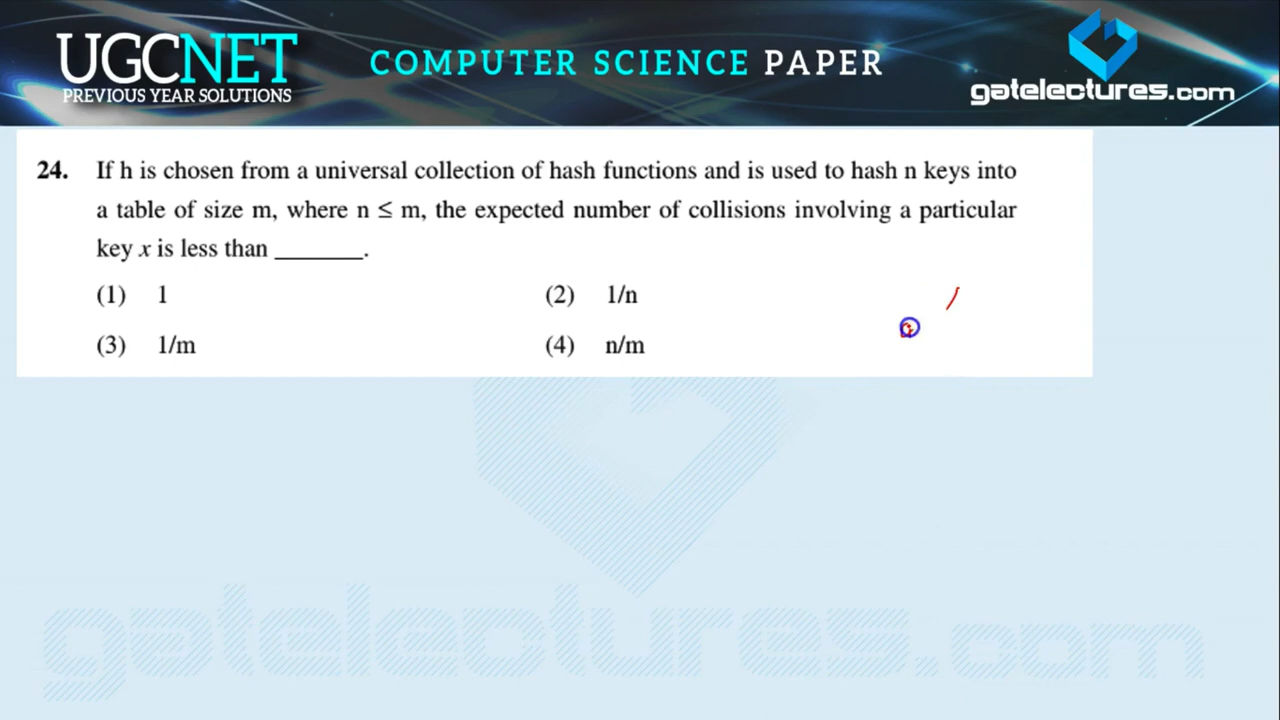 UGCNET
PREVIOUS YEAR SOLUTIONS
COMPUTER SCIENCE PAPER
gatelectures.com
24. If h is chosen from a universal collection of hash functions and is used to hash n keys into
a table of size m, where n ≤ m, the expected number of collisions involving a particular
key x is less than _______.
(1) 1
(2) 1/n
(3) 1/m
(4) n/m
gatelectures.com